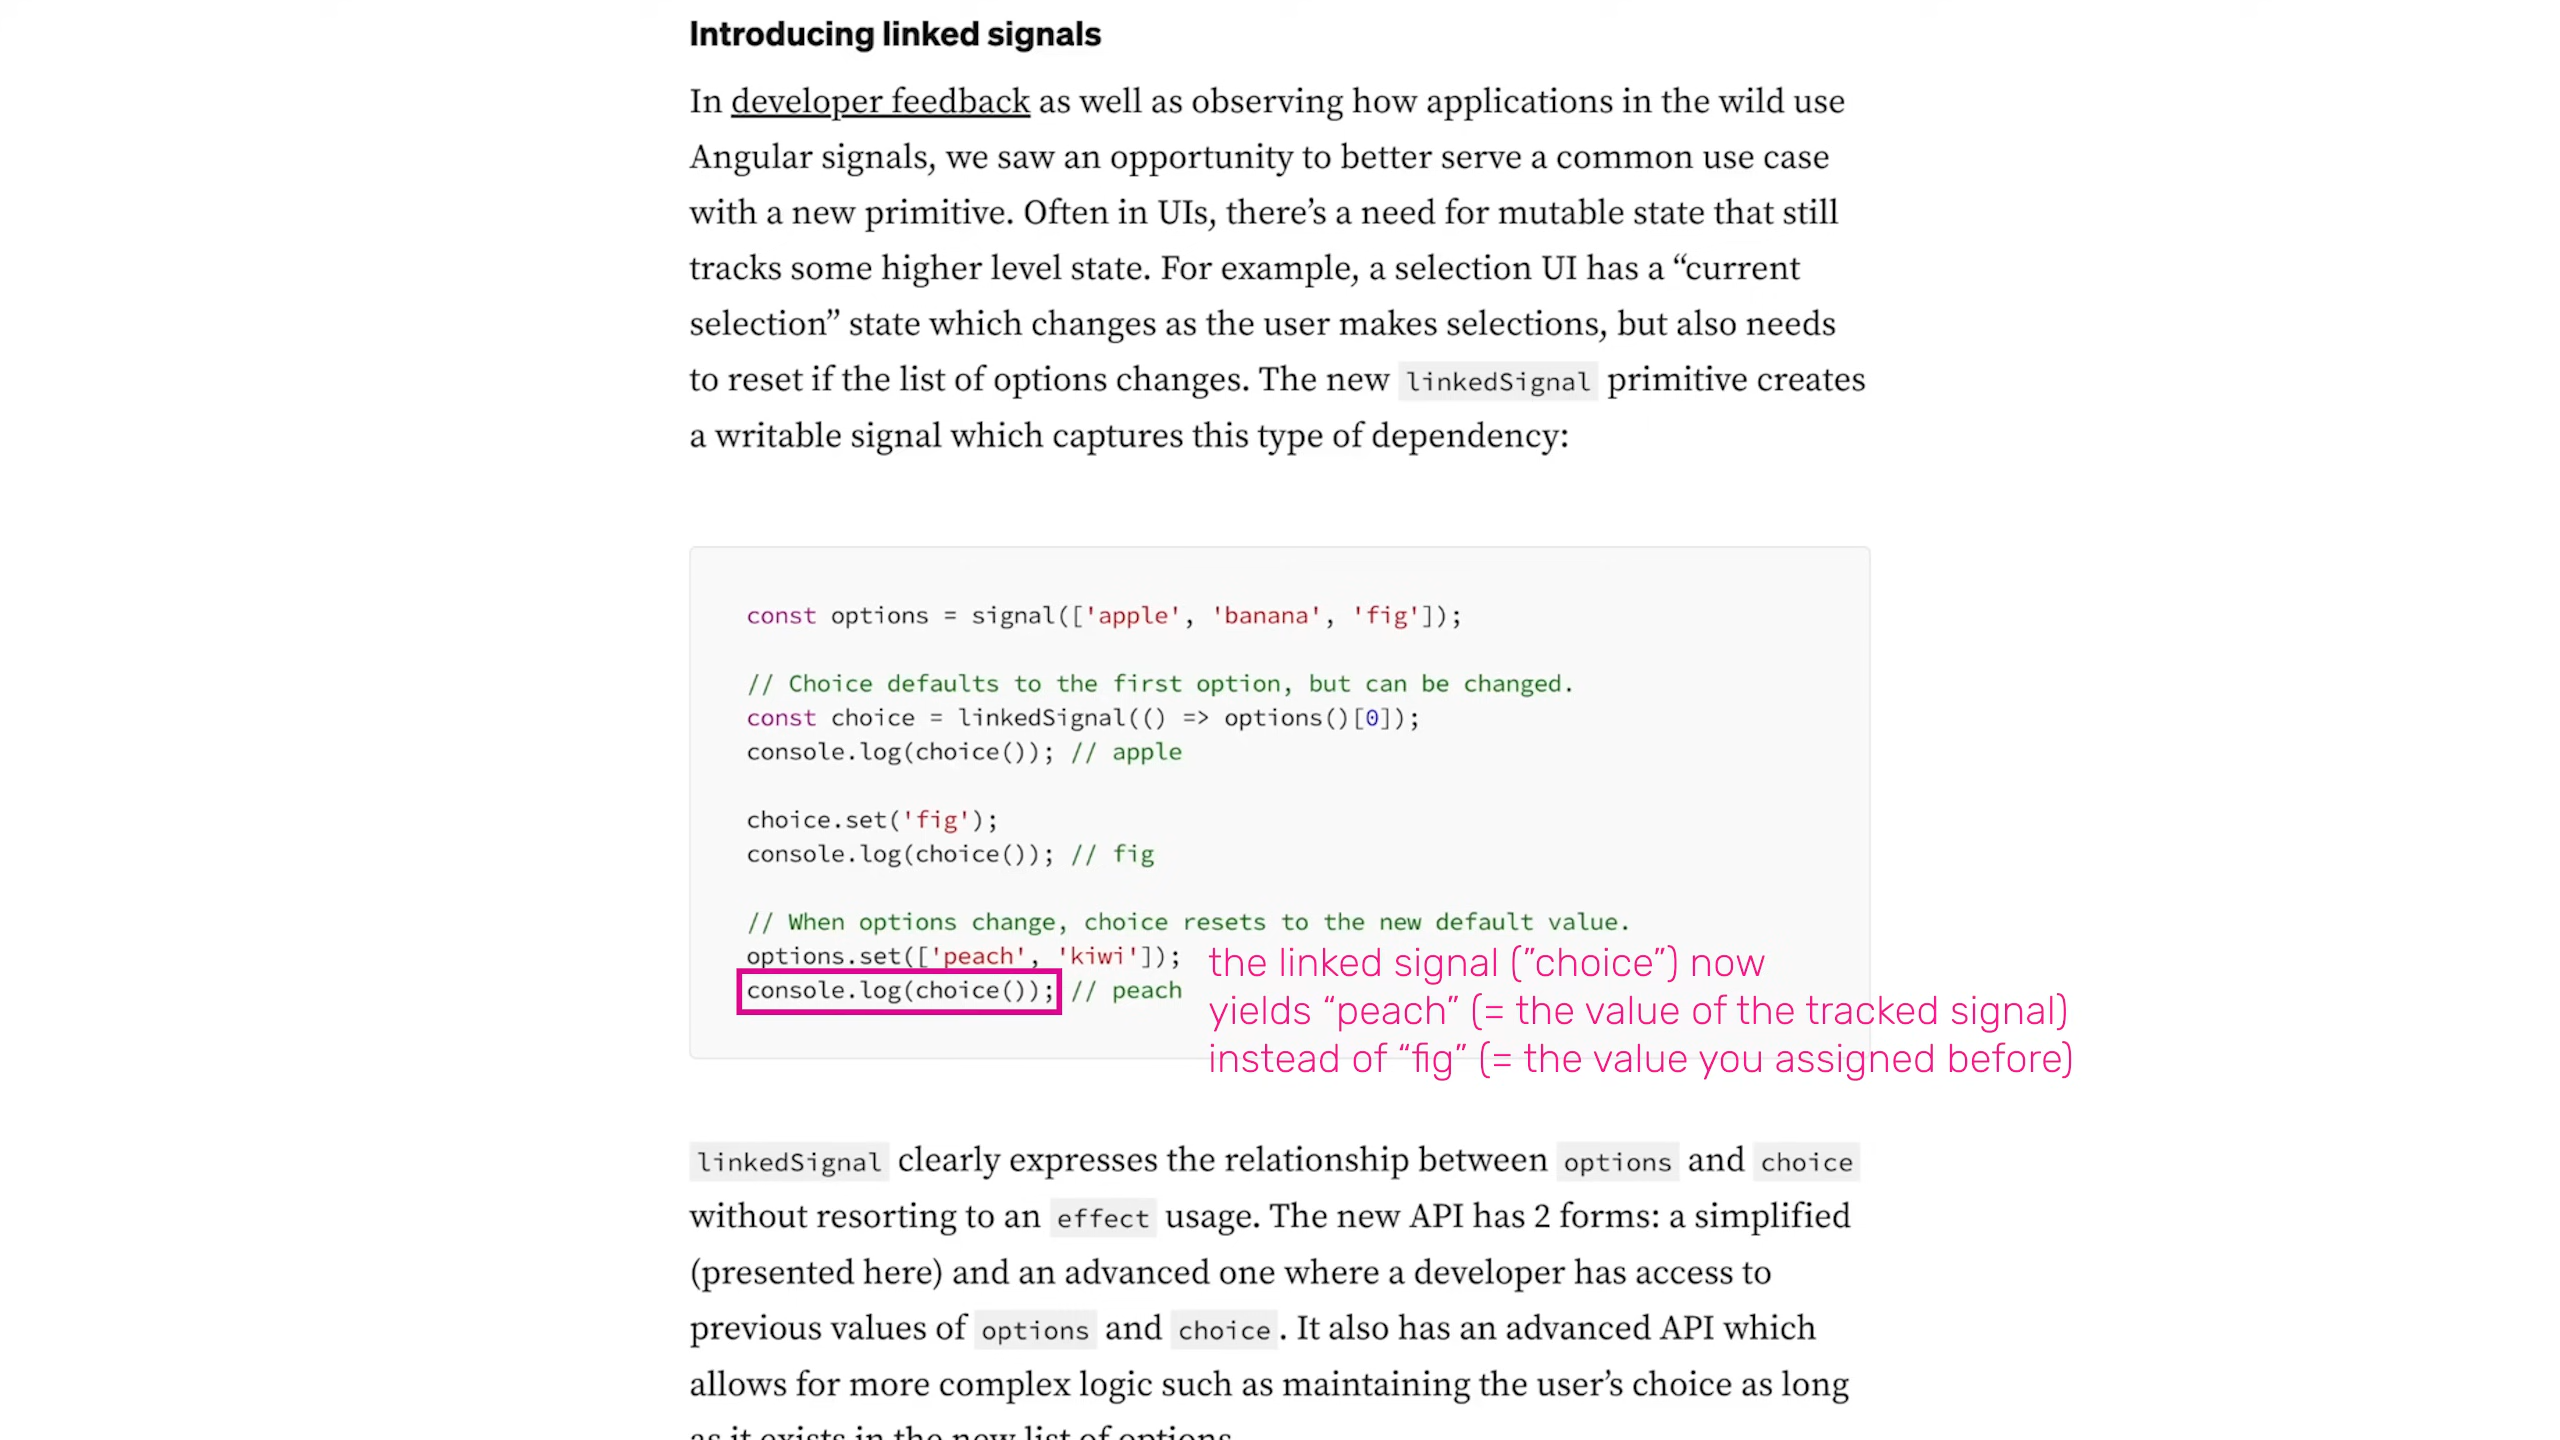 Introducing linked signals
In developer feedback as well as observing how applications in the wild use
Angular signals, we saw an opportunity to better serve a common use case
with a new primitive. Often in UIs, there’s a need for mutable state that still
tracks some higher level state. For example, a selection UI has a “current
selection” state which changes as the user makes selections, but also needs
to reset if the list of options changes. The new linkedSignal primitive creates
a writable signal which captures this type of dependency:
const options = signal(['apple', 'banana', 'fig']);
// Choice defaults to the first option, but can be changed.
const choice = linkedSignal(() => options()[0]);
console.log(choice()); // apple
choice.set('fig');
console.log(choice()); // fig
// When options change, choice resets to the new default value.
options.set(['peach', 'kiwi']);
console.log(choice()); // peach
the linked signal (”choice”) now
yields “peach” (= the value of the tracked signal)
instead of “fig” (= the value you assigned before)
linkedSignal clearly expresses the relationship between options and choice
without resorting to an effect usage. The new API has 2 forms: a simplified
(presented here) and an advanced one where a developer has access to
previous values of options and choice. It also has an advanced API which
allows for more complex logic such as maintaining the user’s choice as long
as it exists in the new list of options